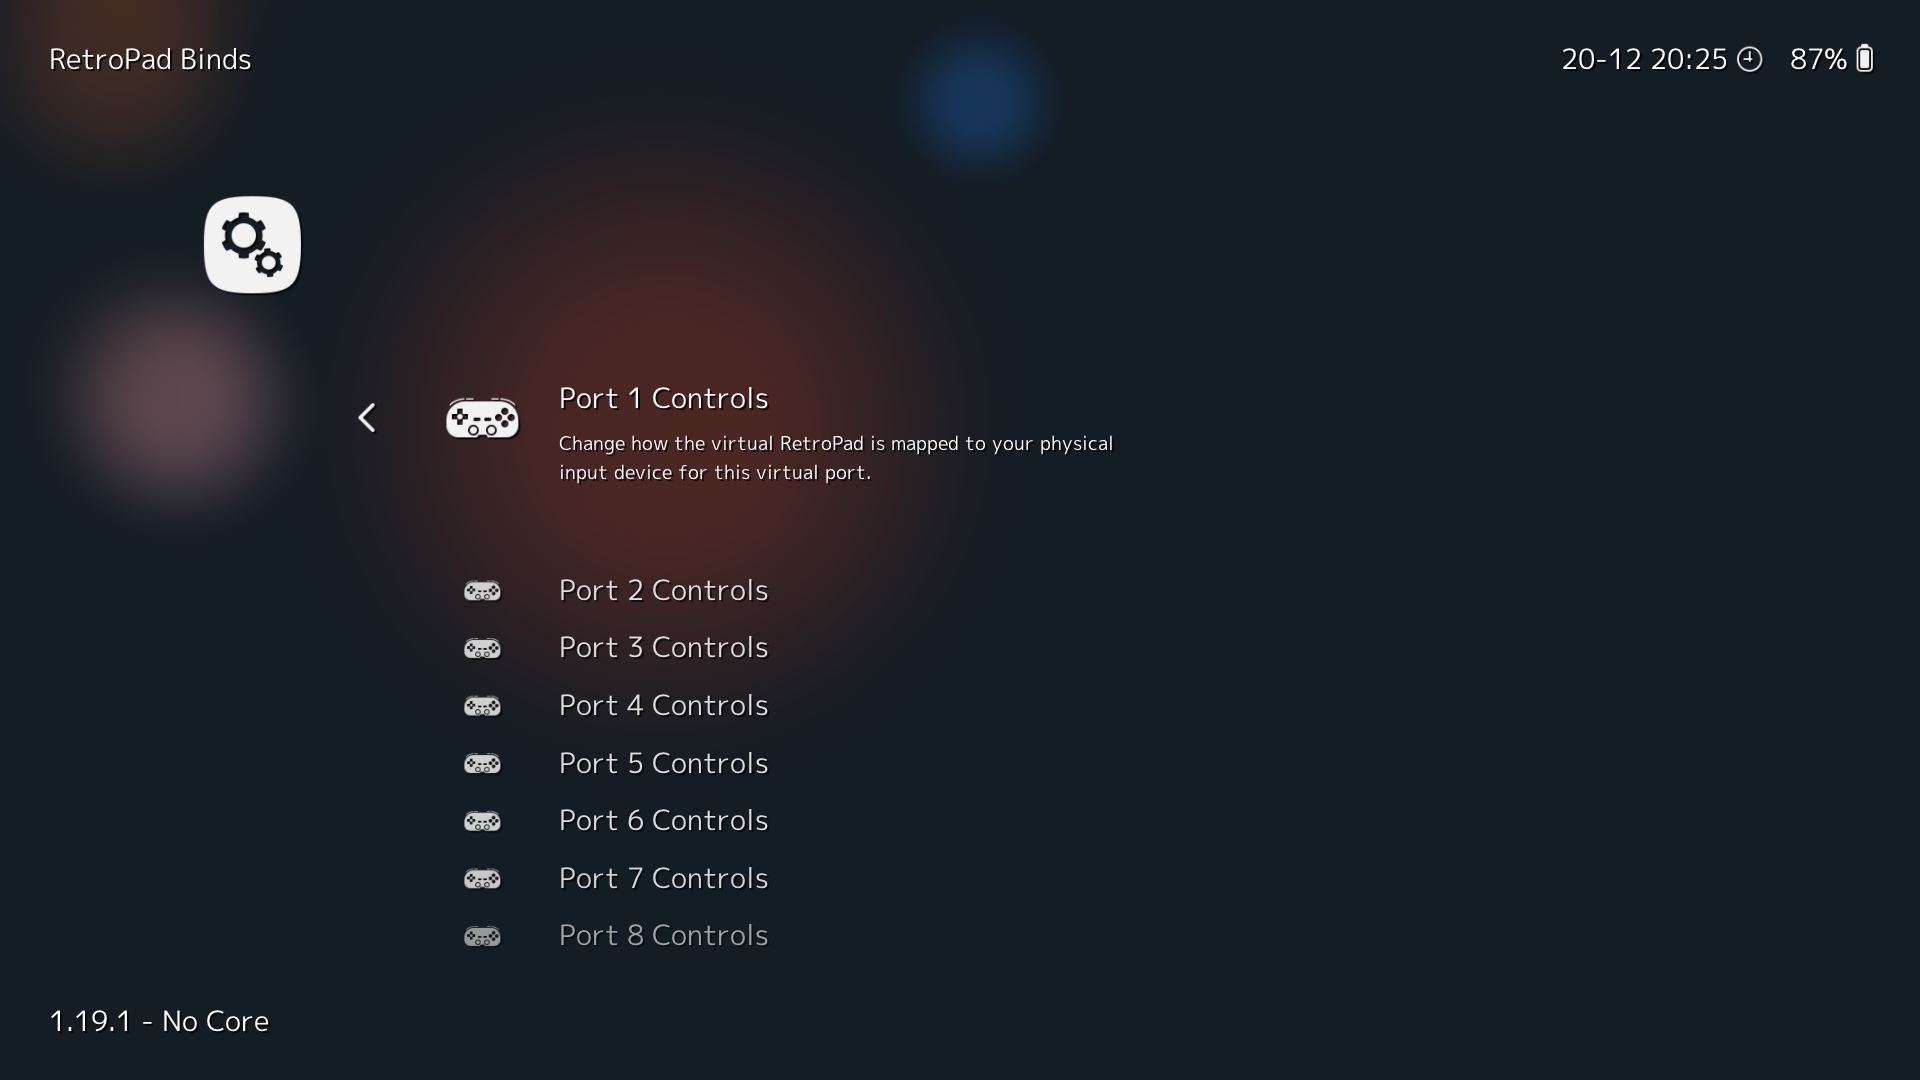 RetroPad Binds
20-12 20:25 87%
Port 1 Controls
Change how the virtual RetroPad is mapped to your physical
input device for this virtual port.
Port 2 Controls
Port 3 Controls
Port 4 Controls
Port 5 Controls
Port 6 Controls
Port 7 Controls
Port 8 Controls
1.19.1 - No Core